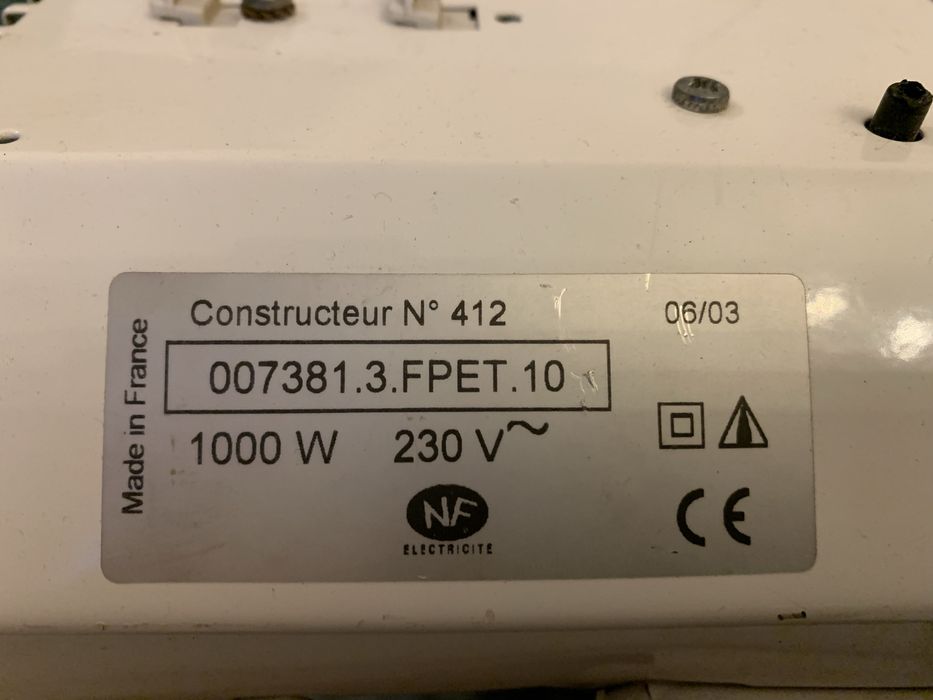 Constructeur N° 412
06/03
Made in France
007381.3.FPET.10
1000 W 230 V~
NF
ELECTRICITE
CE